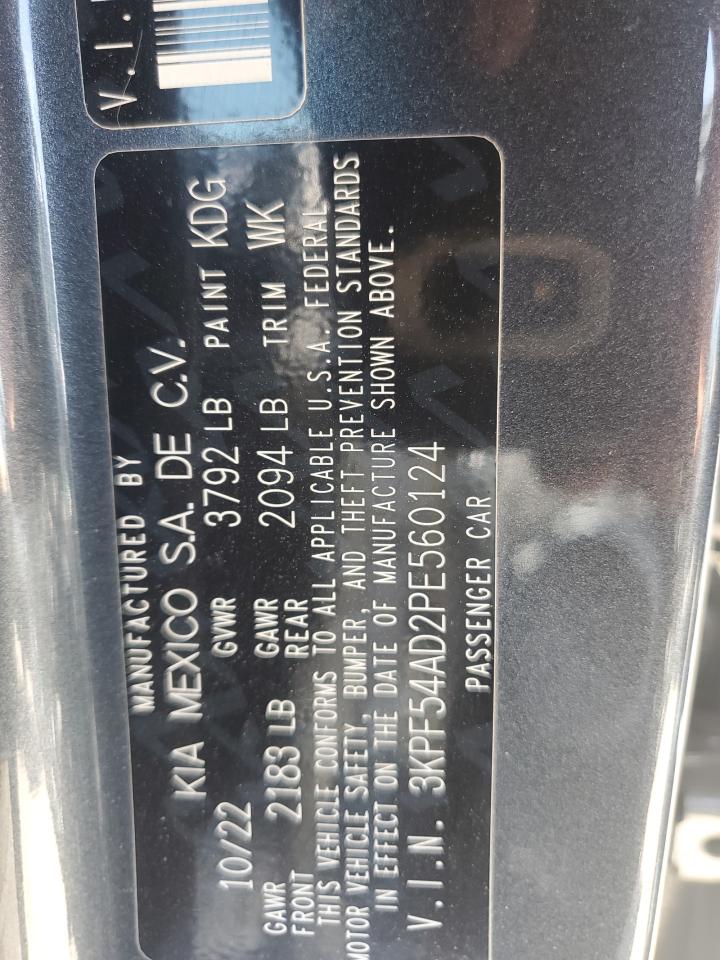 V.I.
MANUFACTURED BY
KIA MEXICO S.A. DE C.V.
10/22 GVWR 3792 LB PAINT KDG
GAWR FRONT 2183 LB GAWR REAR 2094 LB TRIM WK
THIS VEHICLE CONFORMS TO ALL APPLICABLE U.S.A. FEDERAL
MOTOR VEHICLE SAFETY, BUMPER, AND THEFT PREVENTION STANDARDS
IN EFFECT ON THE DATE OF MANUFACTURE SHOWN ABOVE.
V.I.N. 3KPF54AD2PE560124
PASSENGER CAR